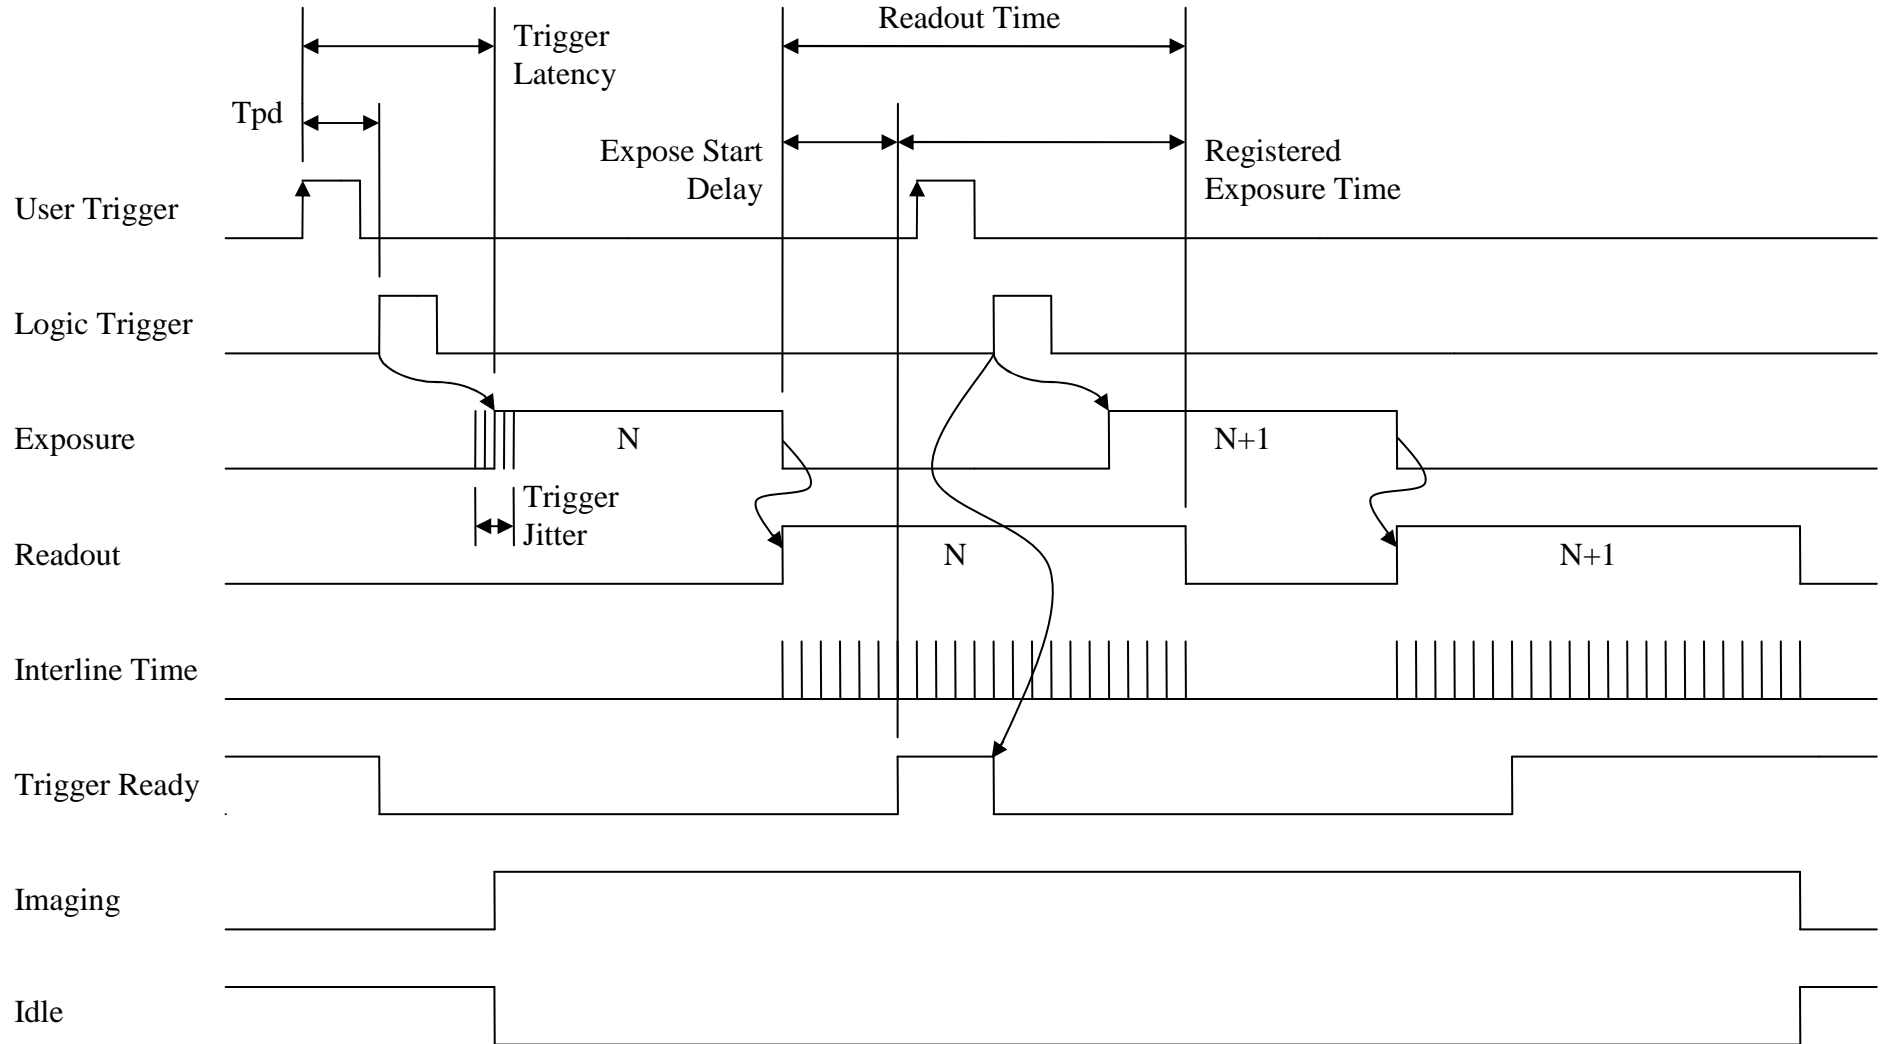 Readout Time
Trigger
Latency
Tpd
Expose Start
Delay
Registered
Exposure Time
User Trigger
Logic Trigger
Exposure
N
N+1
Trigger
Jitter
Readout
N
N+1
Interline Time
Trigger Ready
Imaging
Idle